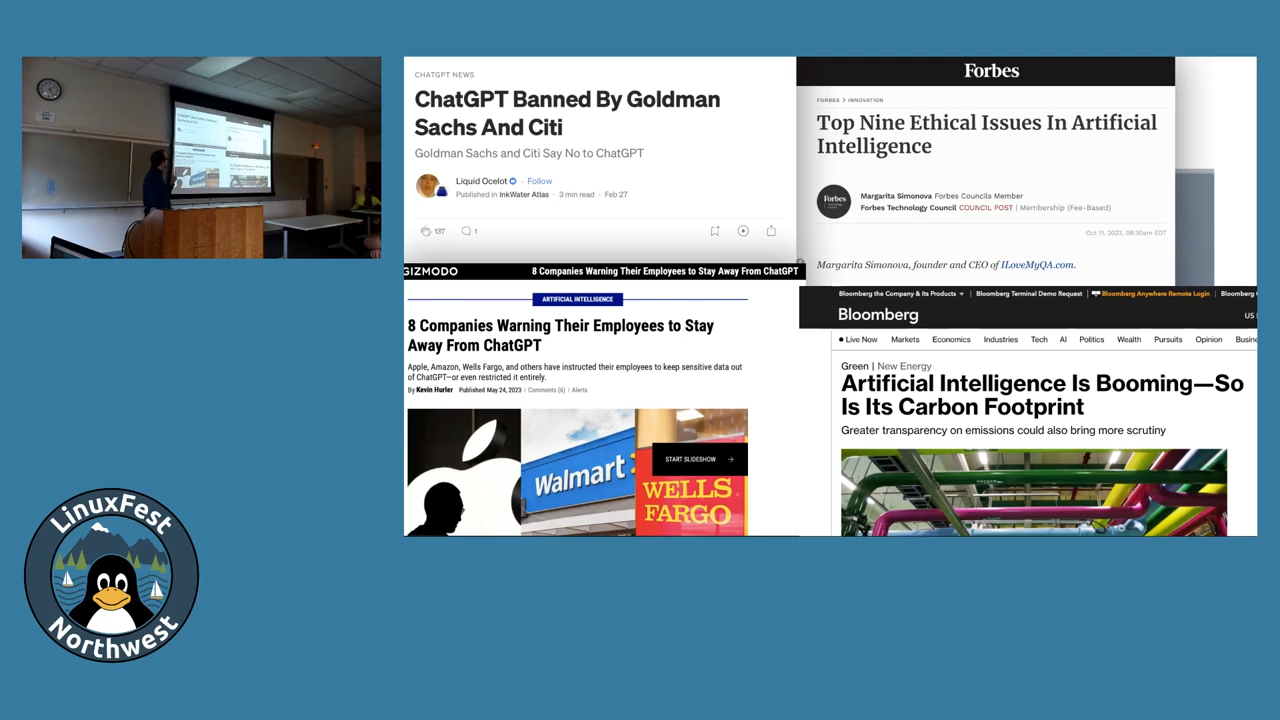 CHATGPT NEWS
ChatGPT Banned By Goldman
Sachs And Citi
Goldman Sachs and Citi Say No to ChatGPT
Liquid Ocelot · Follow
Published in InkWater Atlas · 3 min read · Feb 27
137
1
GIZMODO
8 Companies Warning Their Employees to Stay Away From ChatGPT
ARTIFICIAL INTELLIGENCE
8 Companies Warning Their Employees to Stay
Away From ChatGPT
Apple, Amazon, Wells Fargo, and others have instructed their employees to keep sensitive data out
of ChatGPT—or even restricted it entirely.
By Kevin Hurler Published May 24, 2023 | Comments (6) | Alerts
Walmart
START SLIDESHOW →
WELLS
FARGO
Forbes
FORBES > INNOVATION
Top Nine Ethical Issues In Artificial
Intelligence
Forbes
Margarita Simonova Forbes Councils Member
Forbes Technology Council COUNCIL POST | Membership (Fee-Based)
Oct 11, 2022, 08:30am EDT
Margarita Simonova, founder and CEO of ILoveMyQA.com.
Bloomberg the Company & Its Products | Bloomberg Terminal Demo Request | Bloomberg Anywhere Remote Login | Bloomberg
Bloomberg
US
Live Now Markets Economics Industries Tech AI Politics Wealth Pursuits Opinion Busin
Green | New Energy
Artificial Intelligence Is Booming—So
Is Its Carbon Footprint
Greater transparency on emissions could also bring more scrutiny
LinuxFest
Northwest